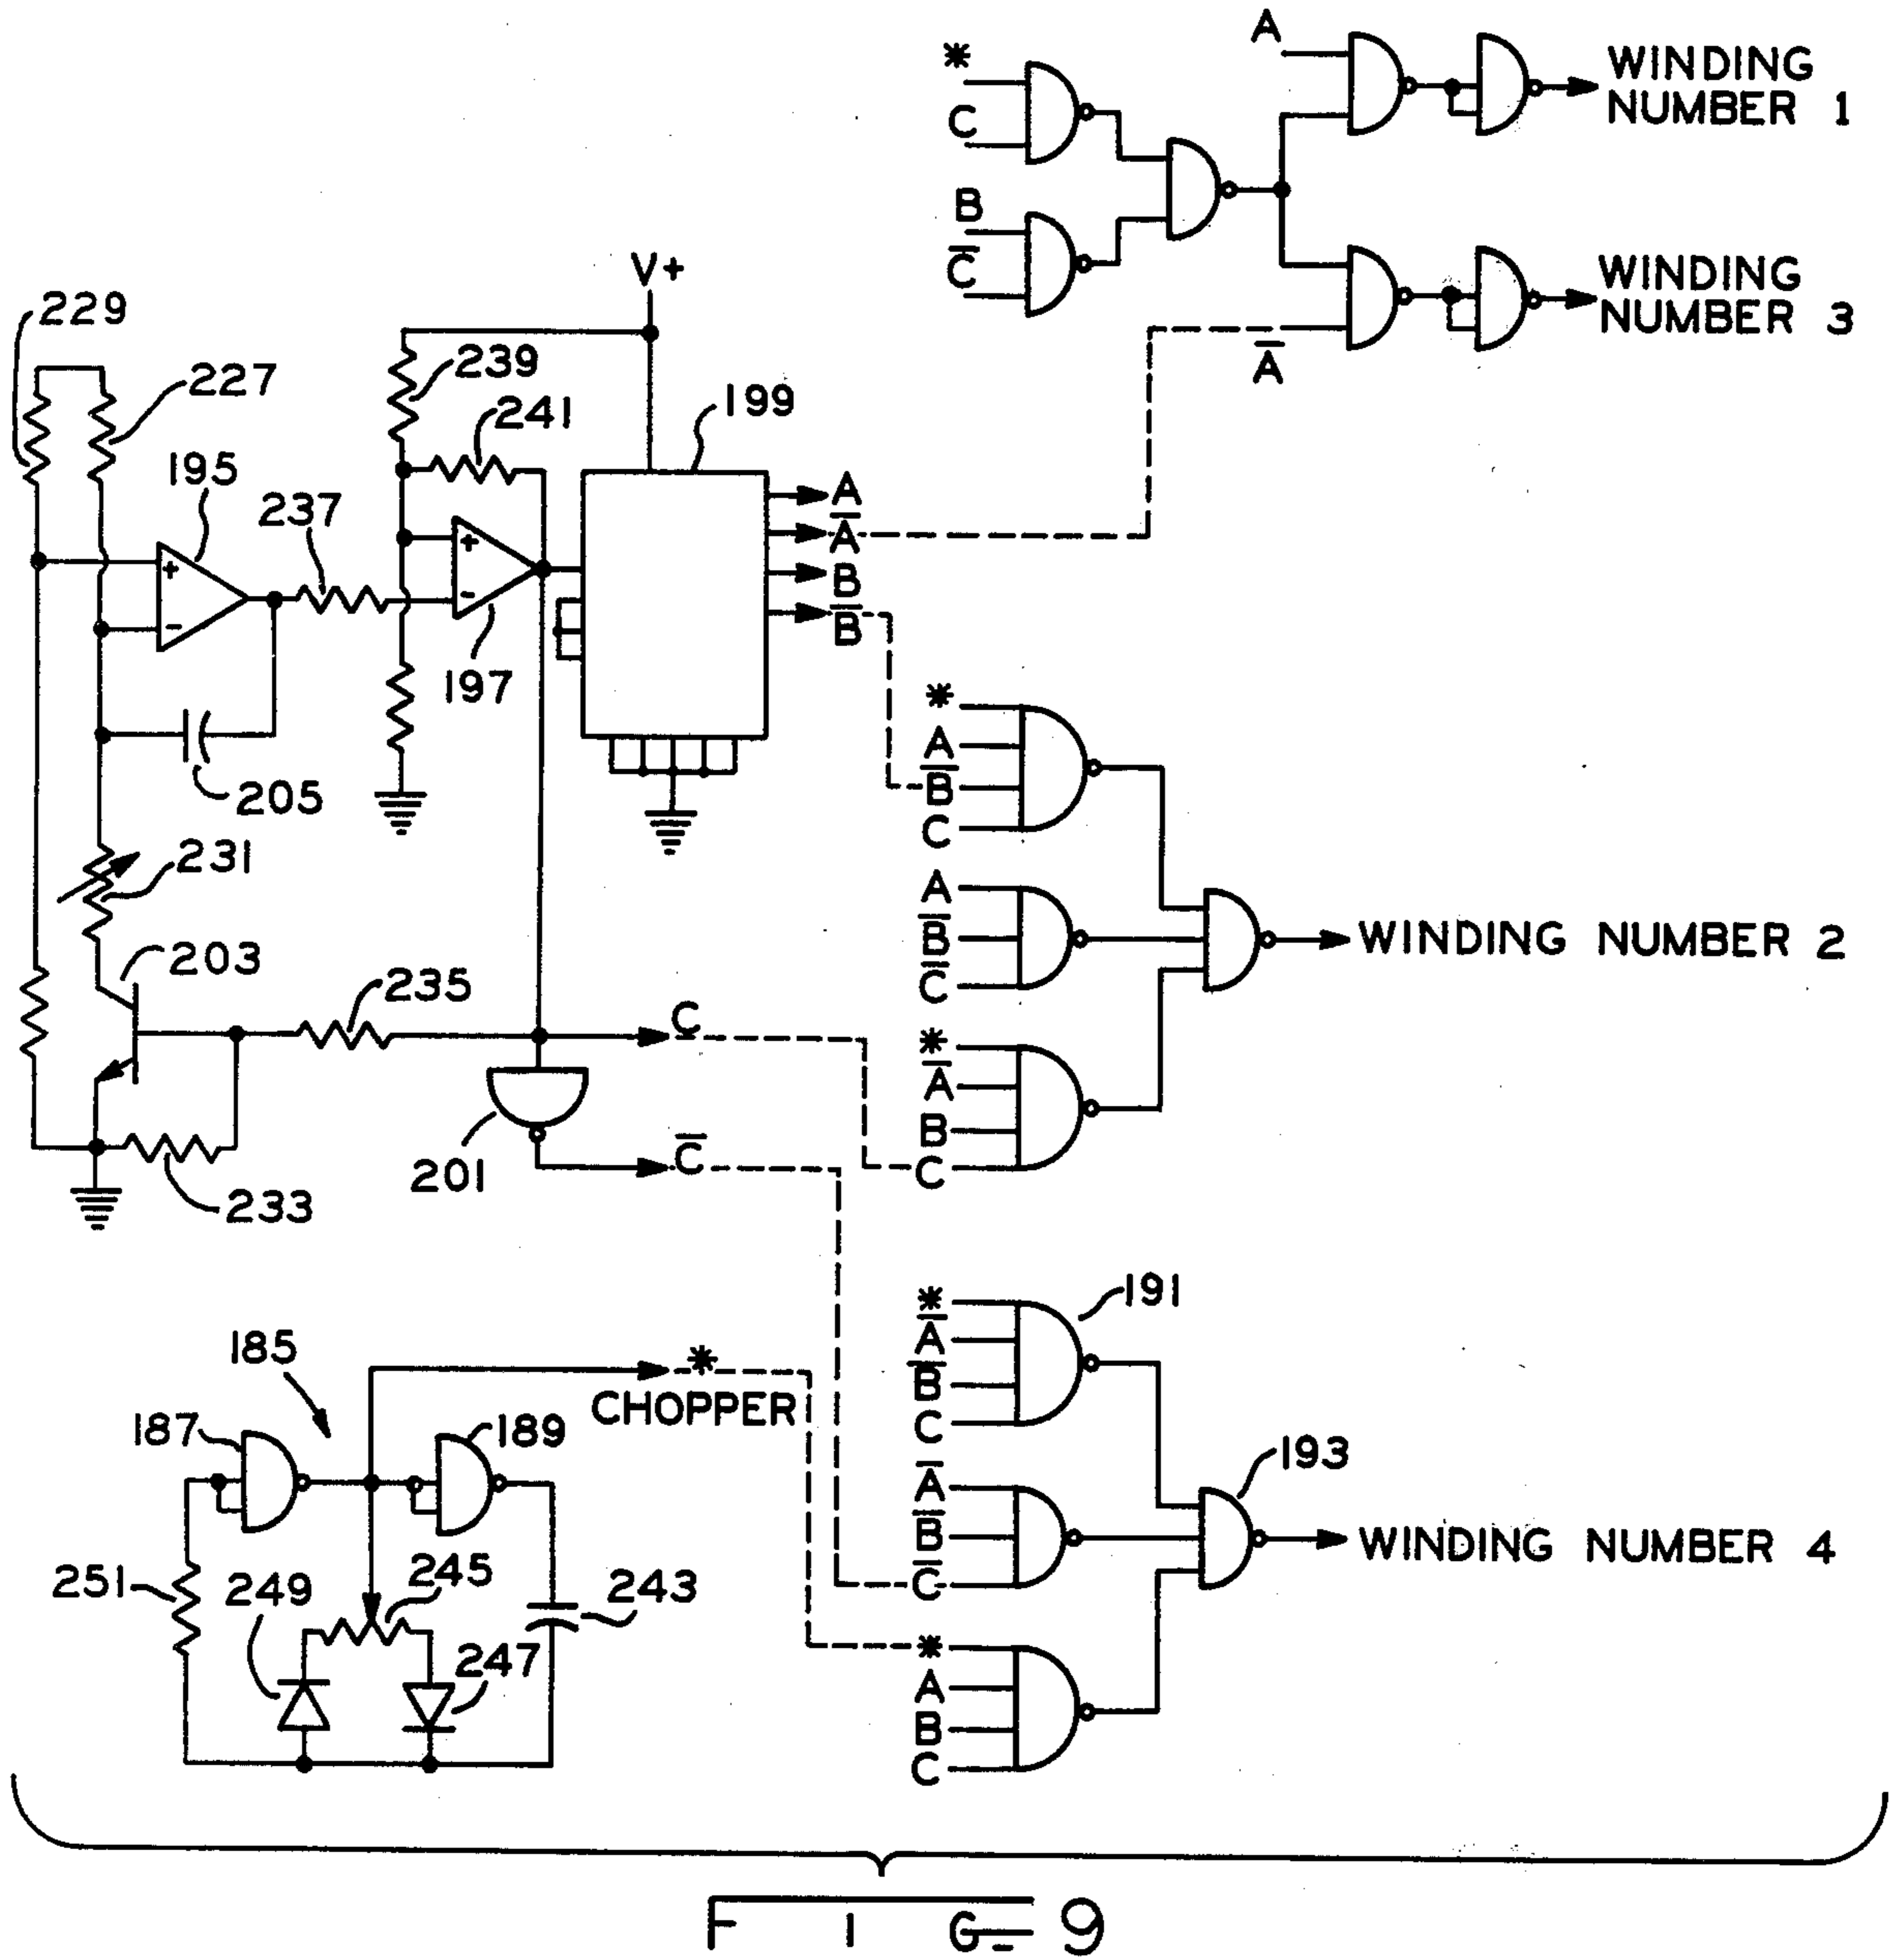 A
*
WINDING
NUMBER 1
C
B
C̅
WINDING
NUMBER 3
A̅
V+
229
239
227
241
199
195
237
A
A̅
B
B̅
+
-
+
-
197
205
*
A
B̅
C
231
A
B̅
C̅
WINDING NUMBER 2
203
235
C
*
A̅
B
C
201
C̅
233
*
A̅
B̅
C
191
185
*
CHOPPER
187
189
193
A̅
B̅
C̅
WINDING NUMBER 4
251
249
245
243
247
*
A
B
C
FIG_9